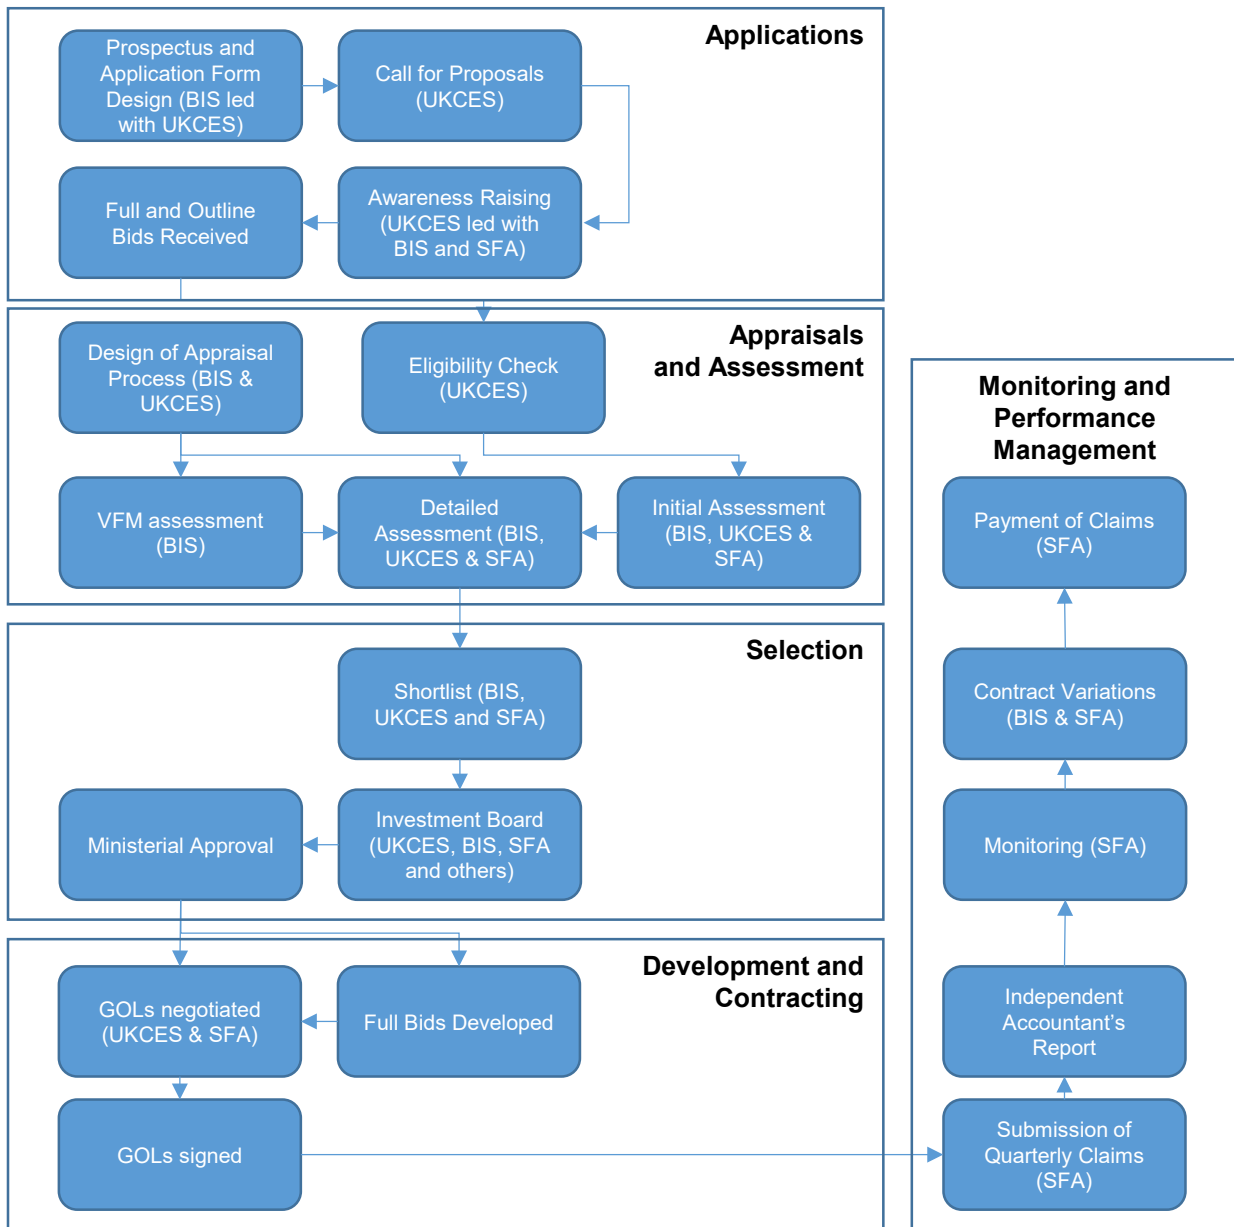 Applications
Prospectus and
Application Form
Design (BIS led
with UKCES)
Call for Proposals
(UKCES)
Full and Outline
Bids Received
Awareness Raising
(UKCES led with
BIS and SFA)
Appraisals
and Assessment
Design of Appraisal
Process (BIS &
UKCES)
Eligibility Check
(UKCES)
VFM assessment
(BIS)
Detailed
Assessment (BIS,
UKCES & SFA)
Initial Assessment
(BIS, UKCES &
SFA)
Selection
Shortlist (BIS,
UKCES and SFA)
Ministerial Approval
Investment Board
(UKCES, BIS, SFA
and others)
Development and
Contracting
GOLs negotiated
(UKCES & SFA)
Full Bids Developed
GOLs signed
Monitoring and
Performance
Management
Payment of Claims
(SFA)
Contract Variations
(BIS & SFA)
Monitoring (SFA)
Independent
Accountant’s
Report
Submission of
Quarterly Claims
(SFA)